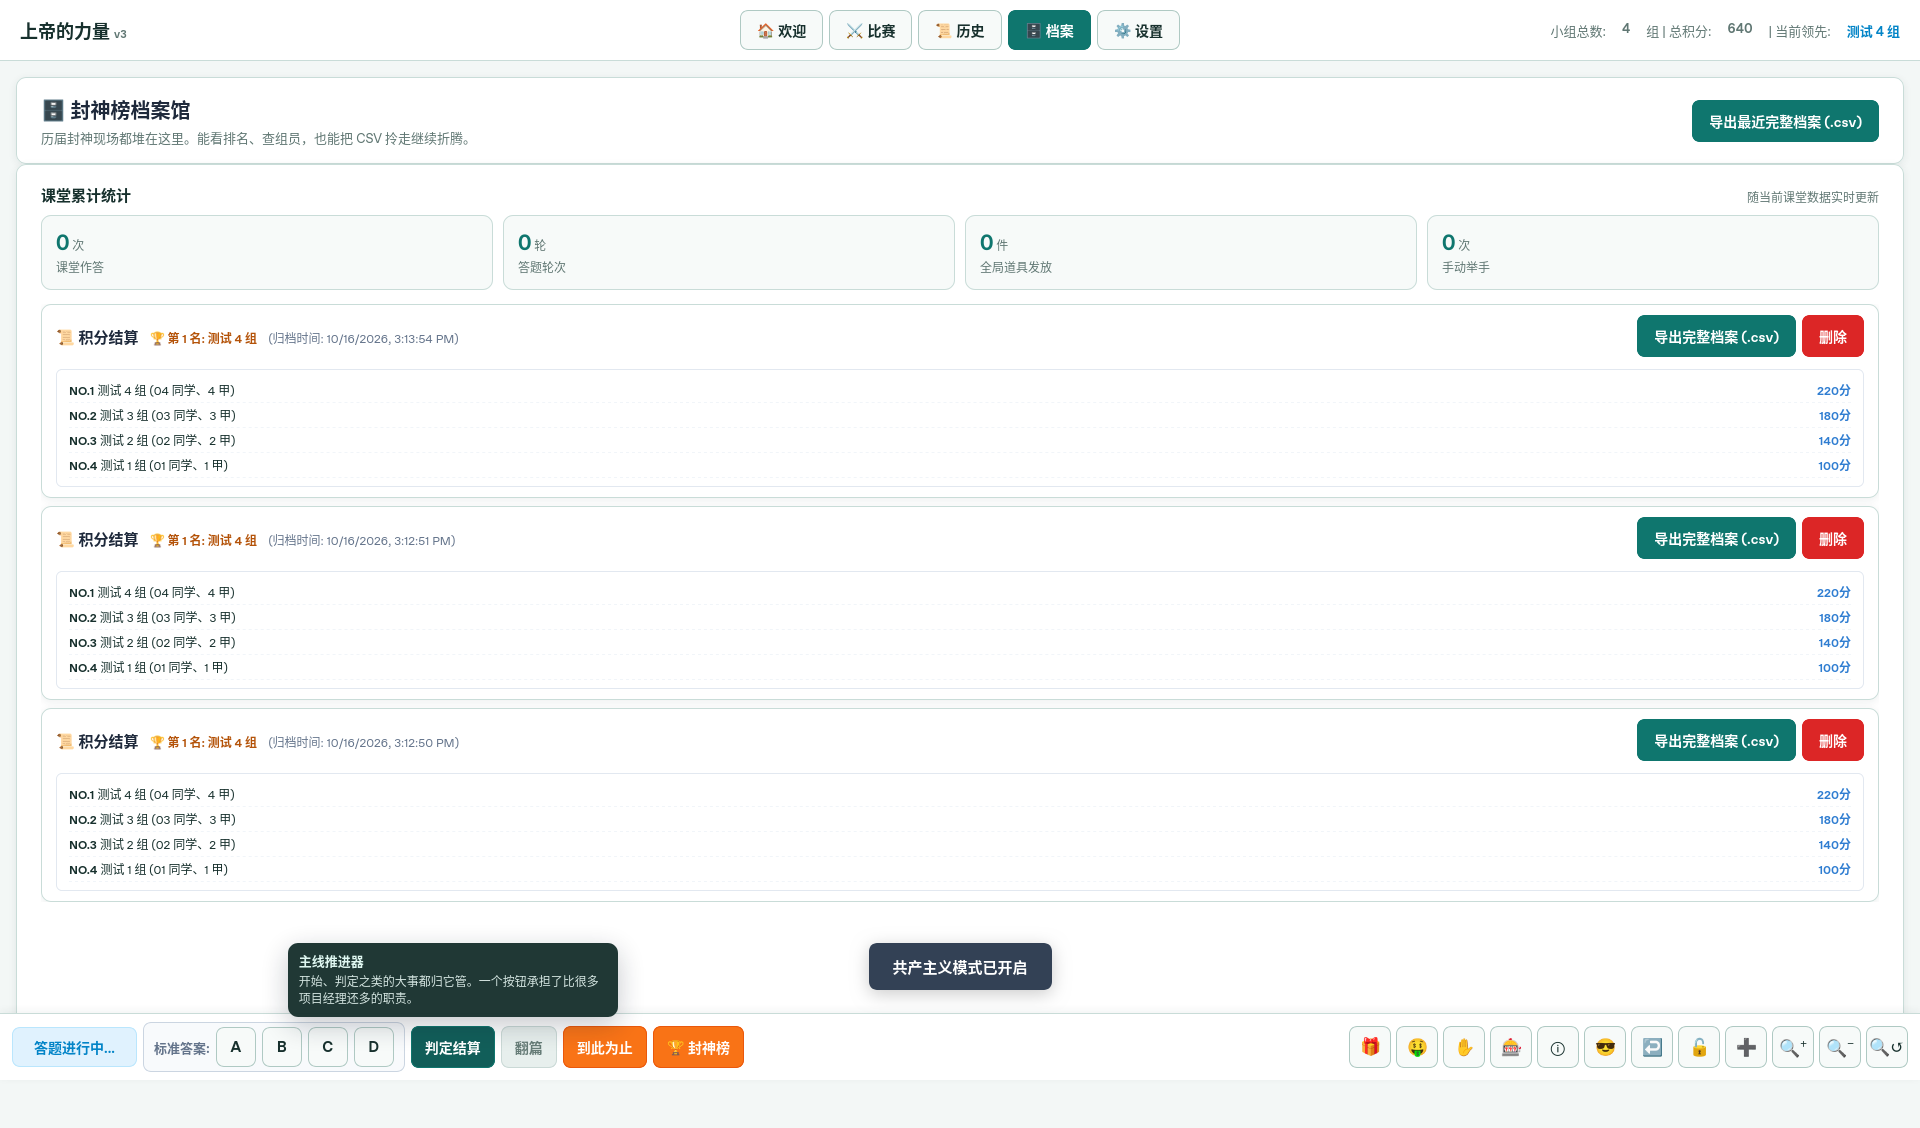 上帝的力量 v3
🏠 欢迎
⚔️ 比赛
📜 历史
🗄️ 档案
⚙️ 设置
小组总数: 4 组 | 总积分: 640 | 当前领先: 测试 4 组
🗄️ 封神榜档案馆
历届封神现场都堆在这里。能看排名、查组员，也能把 CSV 拎走继续折腾。
导出最近完整档案 (.csv)
课堂累计统计
随当前课堂数据实时更新
0 次
课堂作答
0 轮
答题轮次
0 件
全局道具发放
0 次
手动举手
📜 积分结算 🏆 第 1 名: 测试 4 组 (归档时间: 10/16/2026, 3:13:54 PM)
导出完整档案 (.csv)
删除
NO.1 测试 4 组 (04 同学、4 甲) 220分
NO.2 测试 3 组 (03 同学、3 甲) 180分
NO.3 测试 2 组 (02 同学、2 甲) 140分
NO.4 测试 1 组 (01 同学、1 甲) 100分
📜 积分结算 🏆 第 1 名: 测试 4 组 (归档时间: 10/16/2026, 3:12:51 PM)
导出完整档案 (.csv)
删除
NO.1 测试 4 组 (04 同学、4 甲) 220分
NO.2 测试 3 组 (03 同学、3 甲) 180分
NO.3 测试 2 组 (02 同学、2 甲) 140分
NO.4 测试 1 组 (01 同学、1 甲) 100分
📜 积分结算 🏆 第 1 名: 测试 4 组 (归档时间: 10/16/2026, 3:12:50 PM)
导出完整档案 (.csv)
删除
NO.1 测试 4 组 (04 同学、4 甲) 220分
NO.2 测试 3 组 (03 同学、3 甲) 180分
NO.3 测试 2 组 (02 同学、2 甲) 140分
NO.4 测试 1 组 (01 同学、1 甲) 100分
主线推进器
开始、判定之类的大事都归它管。一个按钮承担了比很多
项目经理还多的职责。
共产主义模式已开启
答题进行中...
标准答案: A B C D
判定结算
翻篇
到此为止
🏆 封神榜